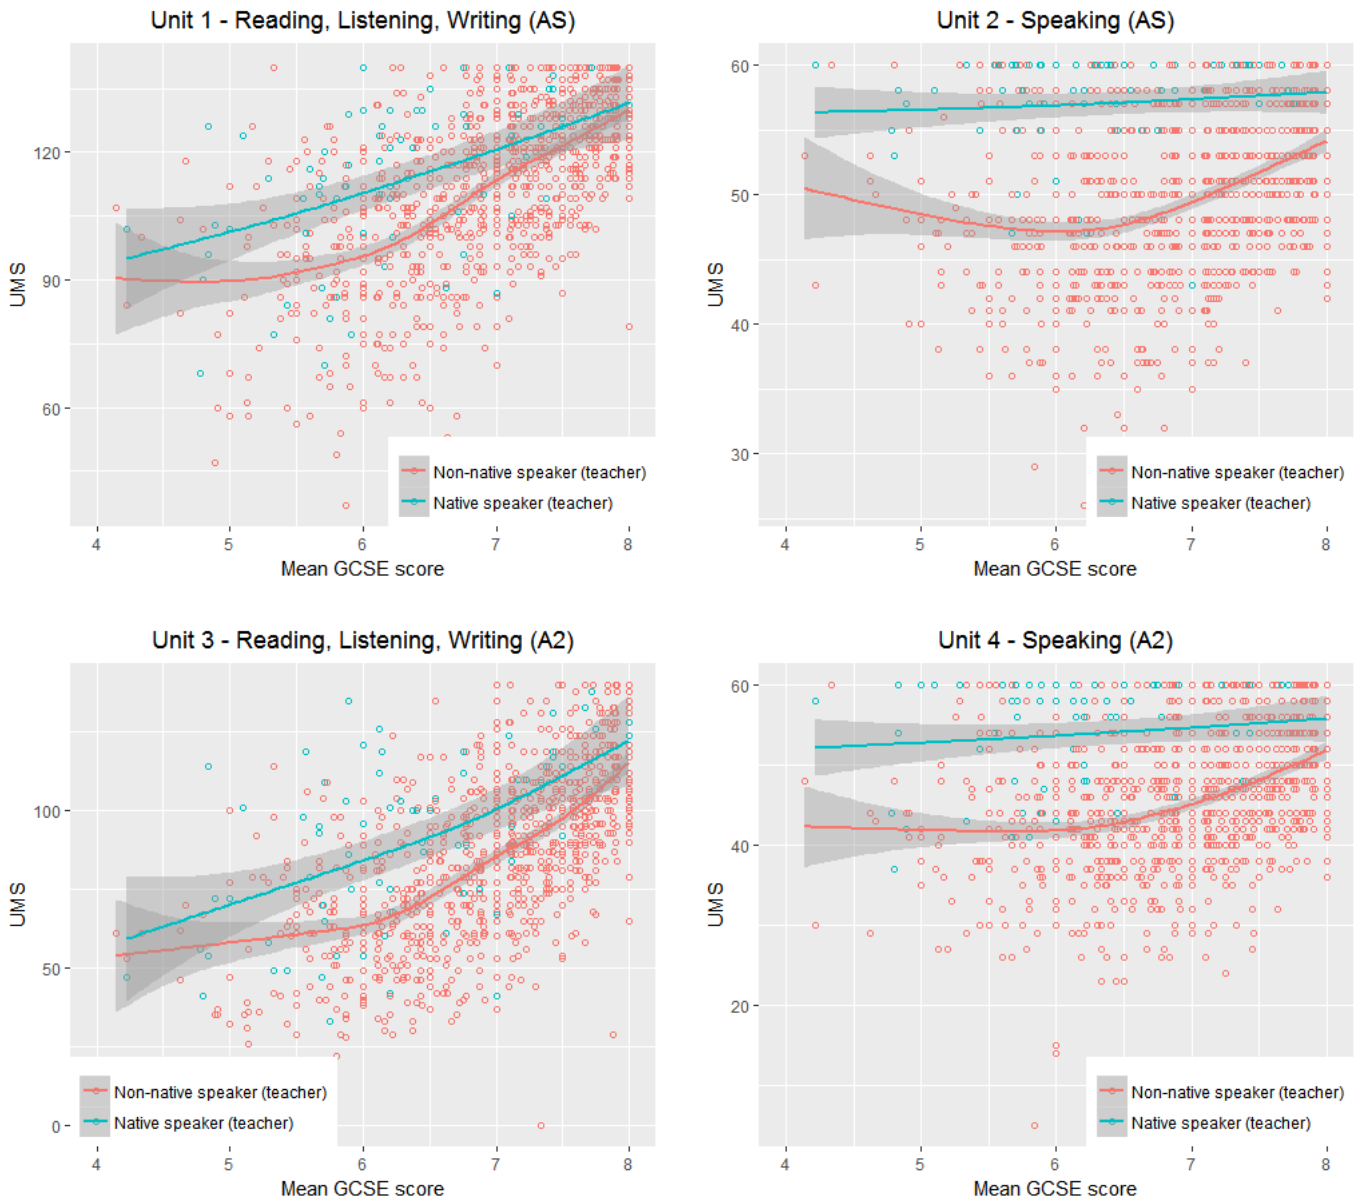 Unit 1 - Reading, Listening, Writing (AS)
UMS
120
90
60
Non-native speaker (teacher)
Native speaker (teacher)
4 5 6 7 8
Mean GCSE score
Unit 2 - Speaking (AS)
UMS
60
50
40
30
Non-native speaker (teacher)
Native speaker (teacher)
4 5 6 7 8
Mean GCSE score
Unit 3 - Reading, Listening, Writing (A2)
UMS
100
50
0
Non-native speaker (teacher)
Native speaker (teacher)
4 5 6 7 8
Mean GCSE score
Unit 4 - Speaking (A2)
UMS
60
40
20
Non-native speaker (teacher)
Native speaker (teacher)
4 5 6 7 8
Mean GCSE score